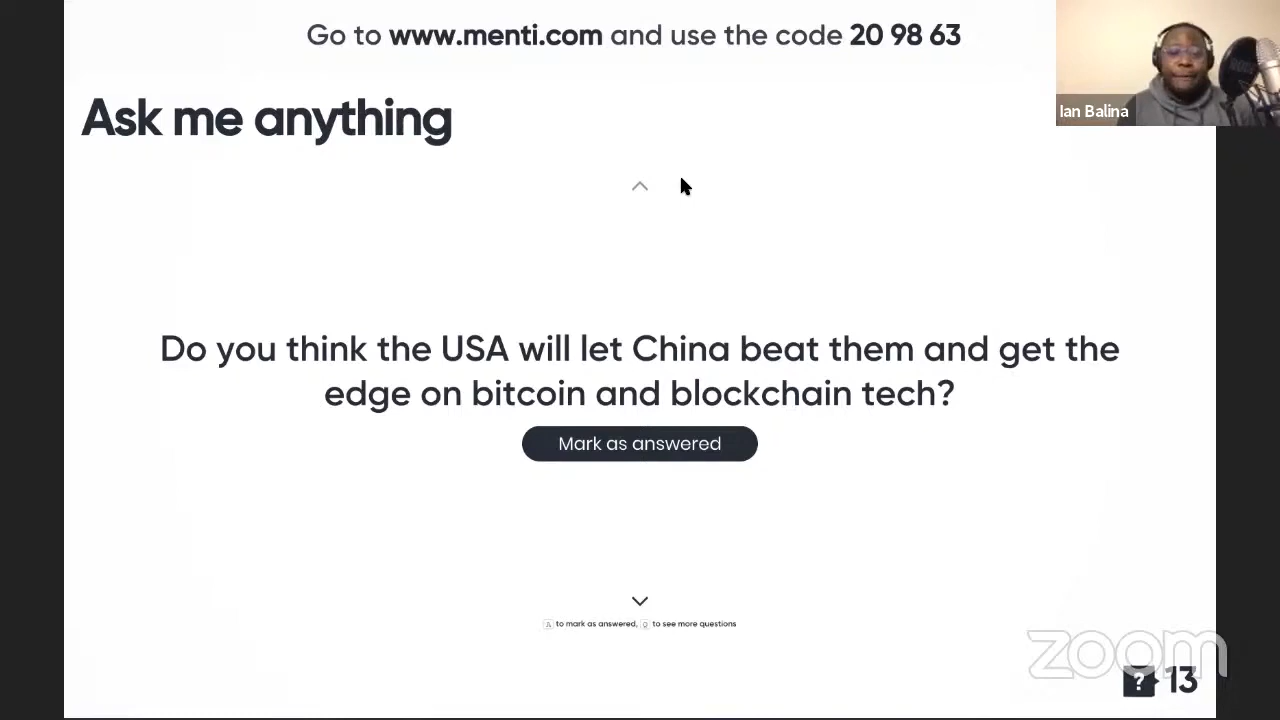 Go to www.menti.com and use the code 20 98 63
Ian Balina
Ask me anything
Do you think the USA will let China beat them and get the
edge on bitcoin and blockchain tech?
Mark as answered
A to mark as answered, Q to see more questions
zoom
? 13